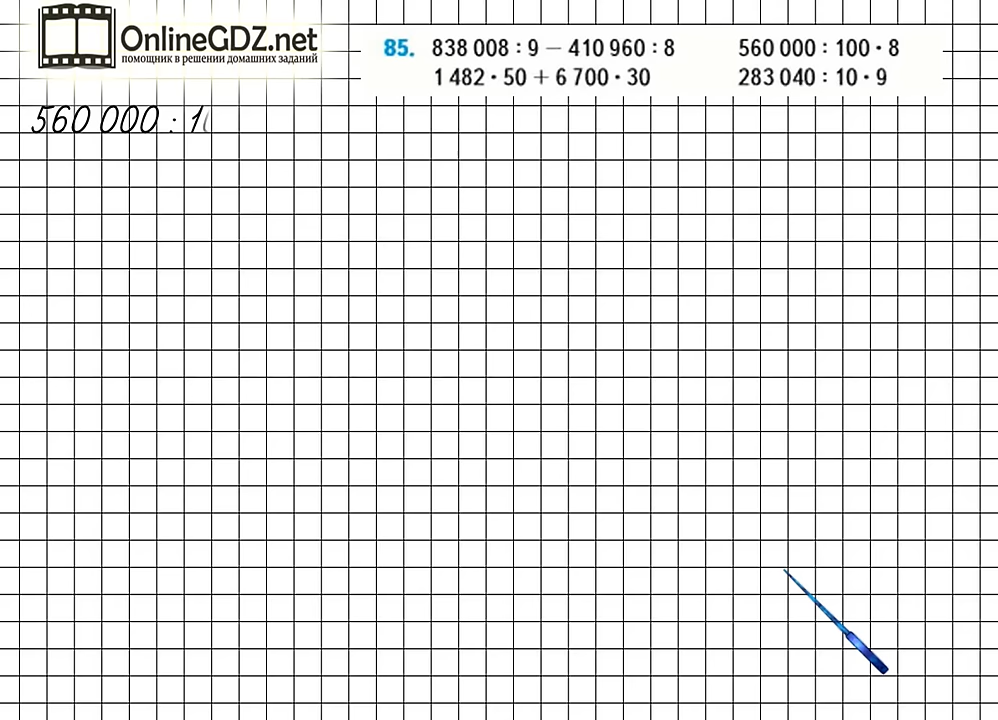 OnlineGDZ.net
помощник в решении домашних заданий
85. 838 008 : 9 − 410 960 : 8 560 000 : 100 · 8
1 482 · 50 + 6 700 · 30 283 040 : 10 · 9
560 000 : 10